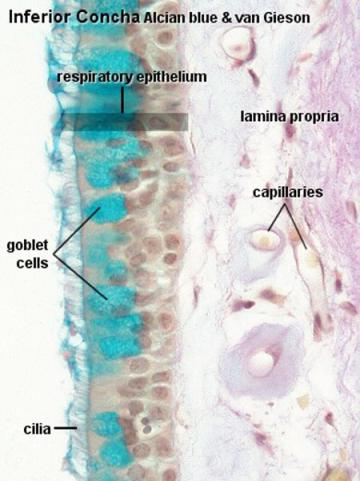 Inferior Concha Alcian blue & van Gieson
respiratory epithelium
lamina propria
capillaries
goblet
cells
cilia